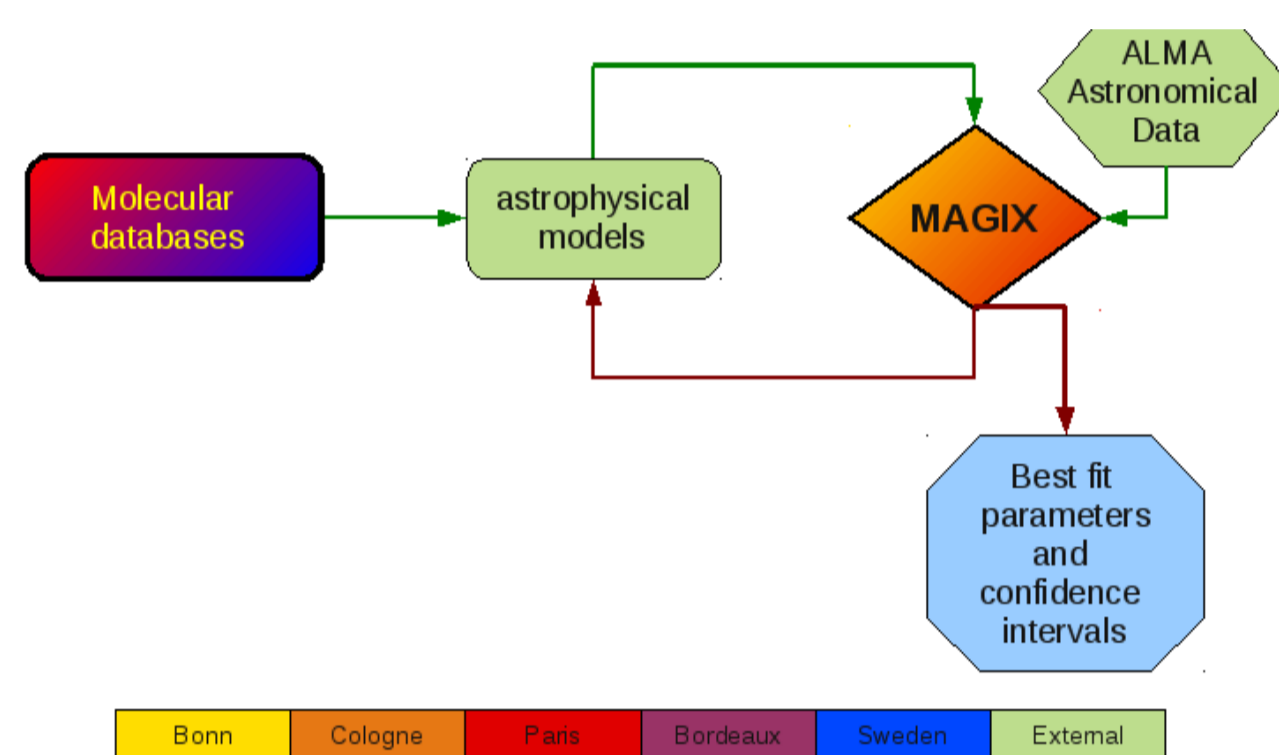 ALMA
Astronomical
Data
Molecular
databases
astrophysical
models
MAGIX
Best fit
parameters
and
confidence
intervals
Bonn
Cologne
Paris
Bordeaux
Sweden
External